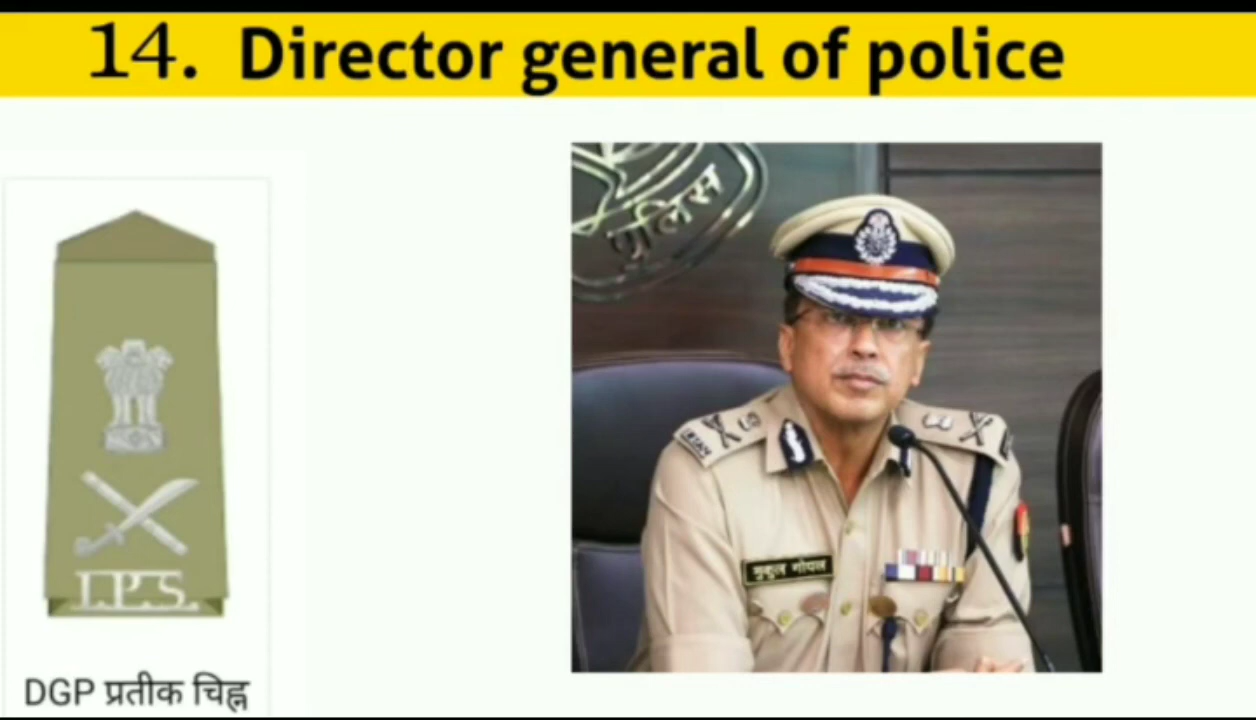 14. Director general of police
पुलिस
मुकुल गोयल
I.P.S.
DGP प्रतीक चिह्न